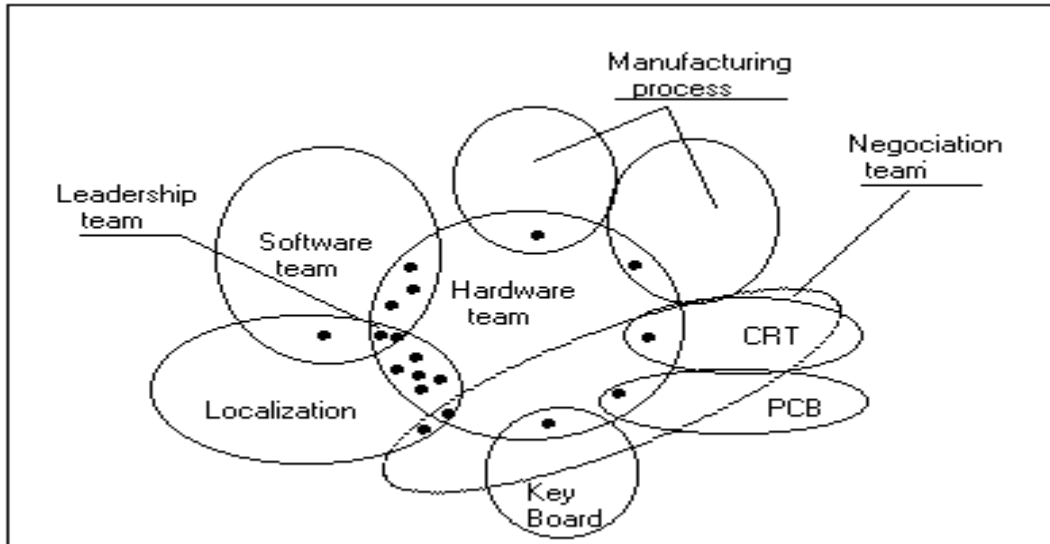 Manufacturing
process
Negociation
team
Leadership
team
Software
team
Hardware
team
CRT
Localization
PCB
Key
Board